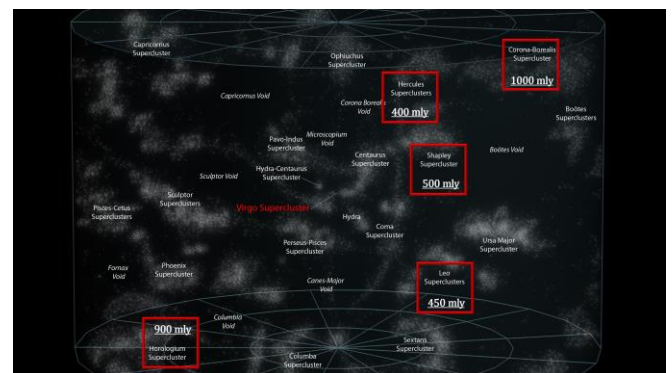 Capricornus
Supercluster
Ophiuchus
Supercluster
Corona-Borealis
Supercluster
1000 mly
Capricornus Void
Hercules
Superclusters
400 mly
Corona Boreali
Void
Boötes
Superclusters
Microscopium
Void
Pavo-Indus
Supercluster
Centaurus
Supercluster
Shapley
Supercluster
500 mly
Boötes Void
Hydra-Centaurus
Supercluster
Sculptor Void
Sculptor
Superclusters
Pisces-Cetus
Superclusters
Virgo Supercluster
Hydra
Coma
Supercluster
Perseus-Pisces
Supercluster
Ursa Major
Supercluster
Fornax
Void
Phoenix
Supercluster
Canes-Major
Void
Leo
Superclusters
450 mly
Columbia
Void
900 mly
Horologium
Supercluster
Columba
Supercluster
Sextans
Supercluster